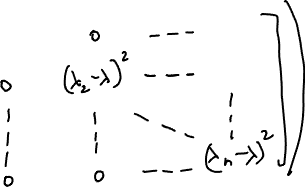 0 - - -
0 (λ₂-λ)² - - - ]
| | \ |
| | \ |
| | (λₙ-λ)² )
0 0 - - -